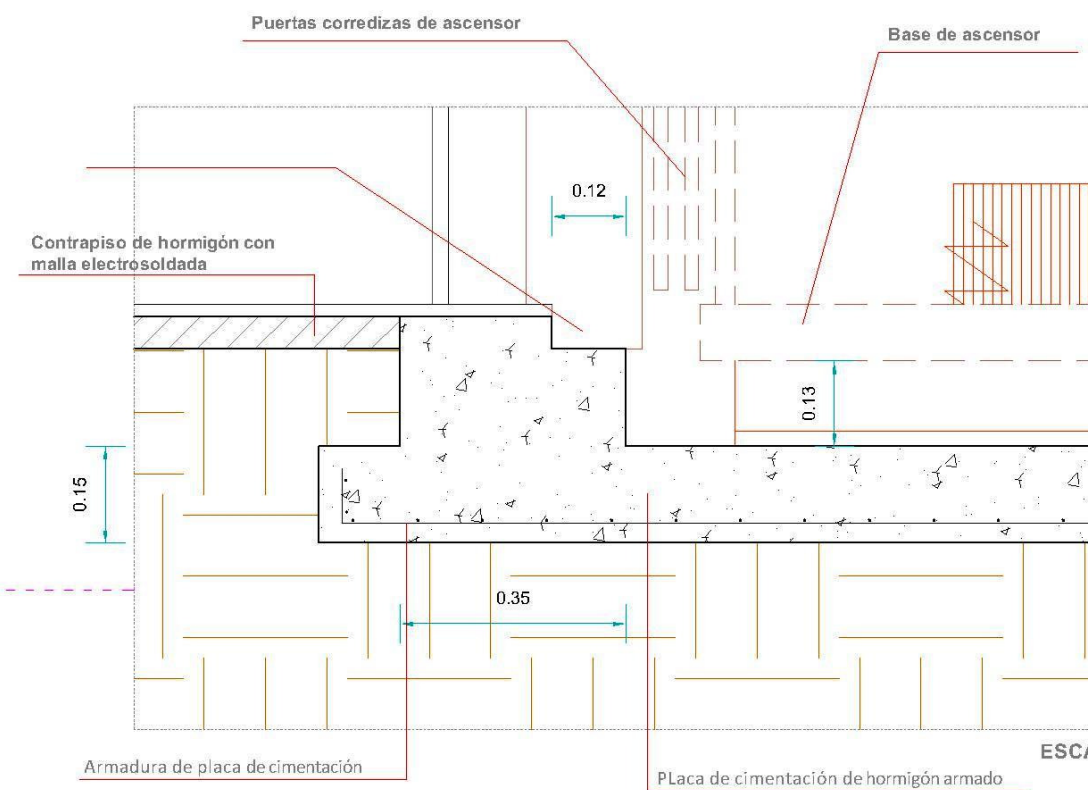 Puertas corredizas de ascensor
Base de ascensor
0.12
Contrapiso de hormigón con
malla electrosoldada
0.13
0.15
0.35
ESCA
Armadura de placa de cimentación
PLaca de cimentación de hormigón armado